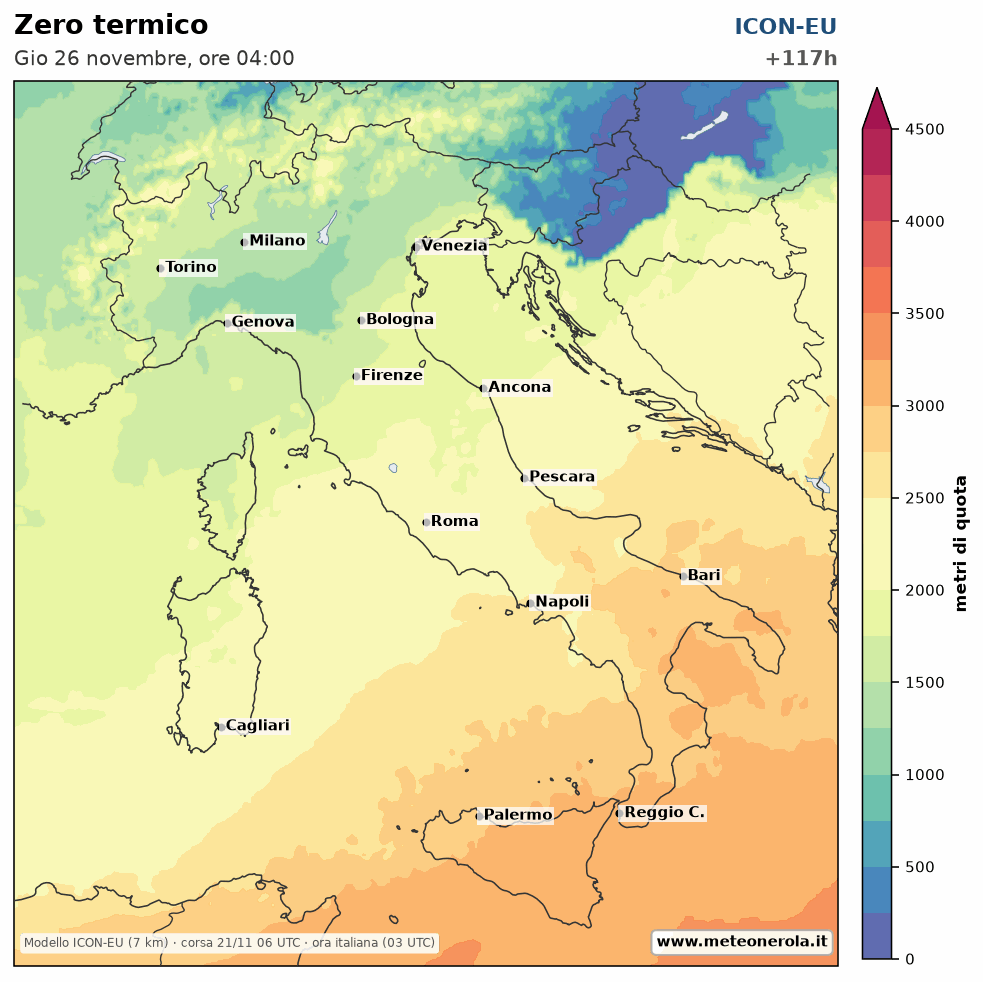 Zero termico
ICON-EU
Gio 26 novembre, ore 04:00
+117h
4500
4000
3500
3000
2500
2000
1500
1000
500
0
metri di quota
Milano
Venezia
Torino
Genova
Bologna
Firenze
Ancona
Pescara
Roma
Bari
Napoli
Cagliari
Palermo
Reggio C.
Modello ICON-EU (7 km) · corsa 21/11 06 UTC · ora italiana (03 UTC)
www.meteonerola.it